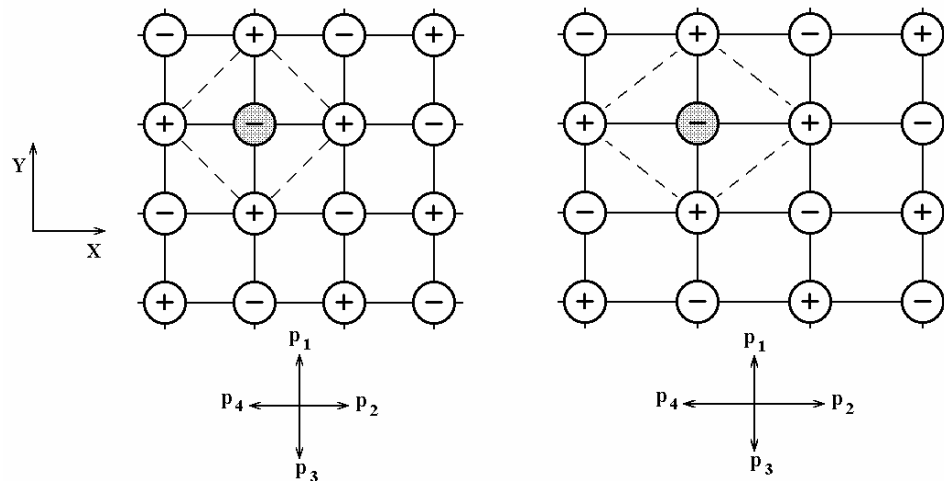 − + − + − + − +
+ − + − + − + −
Y
− + − + − + − +
X
+ − + − + − + −
p1 p1
p4 p2 p4 p2
p3 p3